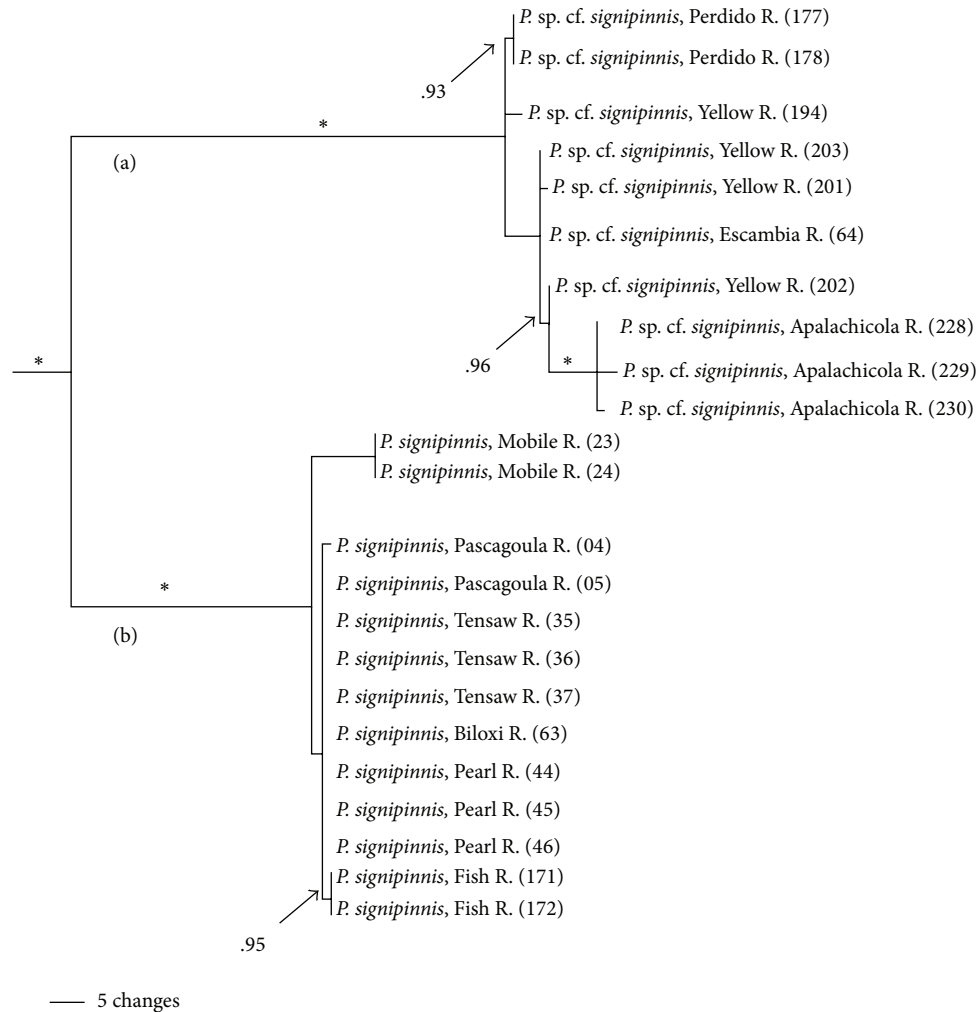 P. sp. cf. signipinnis, Perdido R. (177)
P. sp. cf. signipinnis, Perdido R. (178)
.93
P. sp. cf. signipinnis, Yellow R. (194)
*
(a)
P. sp. cf. signipinnis, Yellow R. (203)
P. sp. cf. signipinnis, Yellow R. (201)
P. sp. cf. signipinnis, Escambia R. (64)
P. sp. cf. signipinnis, Yellow R. (202)
P. sp. cf. signipinnis, Apalachicola R. (228)
*
.96
*
P. sp. cf. signipinnis, Apalachicola R. (229)
P. sp. cf. signipinnis, Apalachicola R. (230)
P. signipinnis, Mobile R. (23)
P. signipinnis, Mobile R. (24)
P. signipinnis, Pascagoula R. (04)
P. signipinnis, Pascagoula R. (05)
*
(b)
P. signipinnis, Tensaw R. (35)
P. signipinnis, Tensaw R. (36)
P. signipinnis, Tensaw R. (37)
P. signipinnis, Biloxi R. (63)
P. signipinnis, Pearl R. (44)
P. signipinnis, Pearl R. (45)
P. signipinnis, Pearl R. (46)
P. signipinnis, Fish R. (171)
P. signipinnis, Fish R. (172)
.95
5 changes